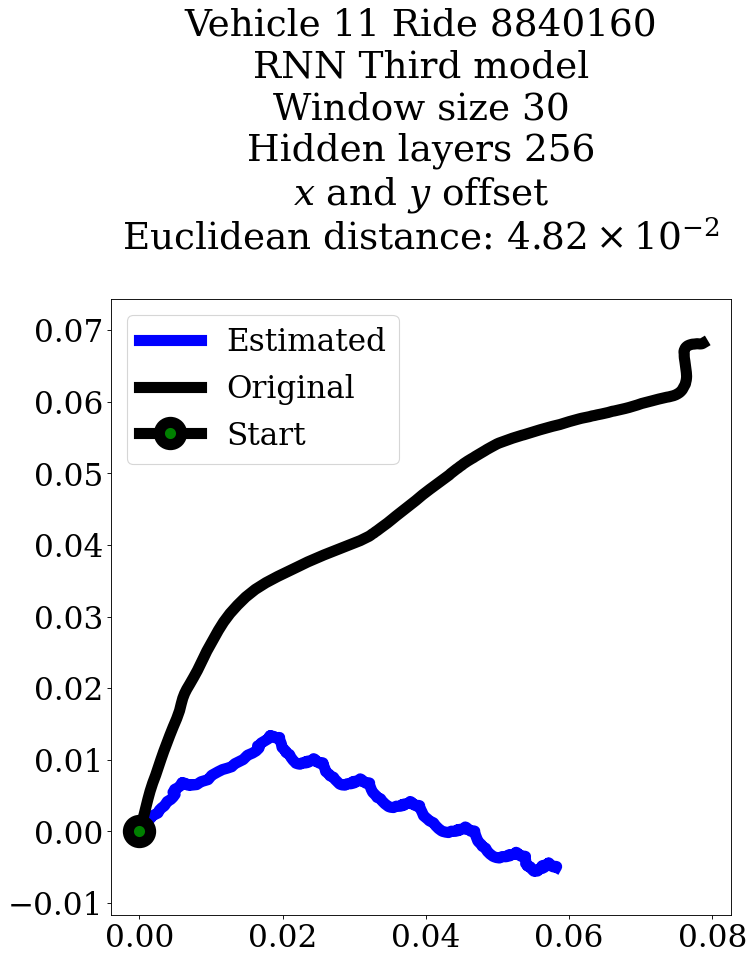 Vehicle 11 Ride 8840160
RNN Third model
Window size 30
Hidden layers 256
x and y offset
Euclidean distance: 4.82 × 10⁻²
Estimated
Original
Start
0.07
0.06
0.05
0.04
0.03
0.02
0.01
0.00
−0.01
0.00 0.02 0.04 0.06 0.08